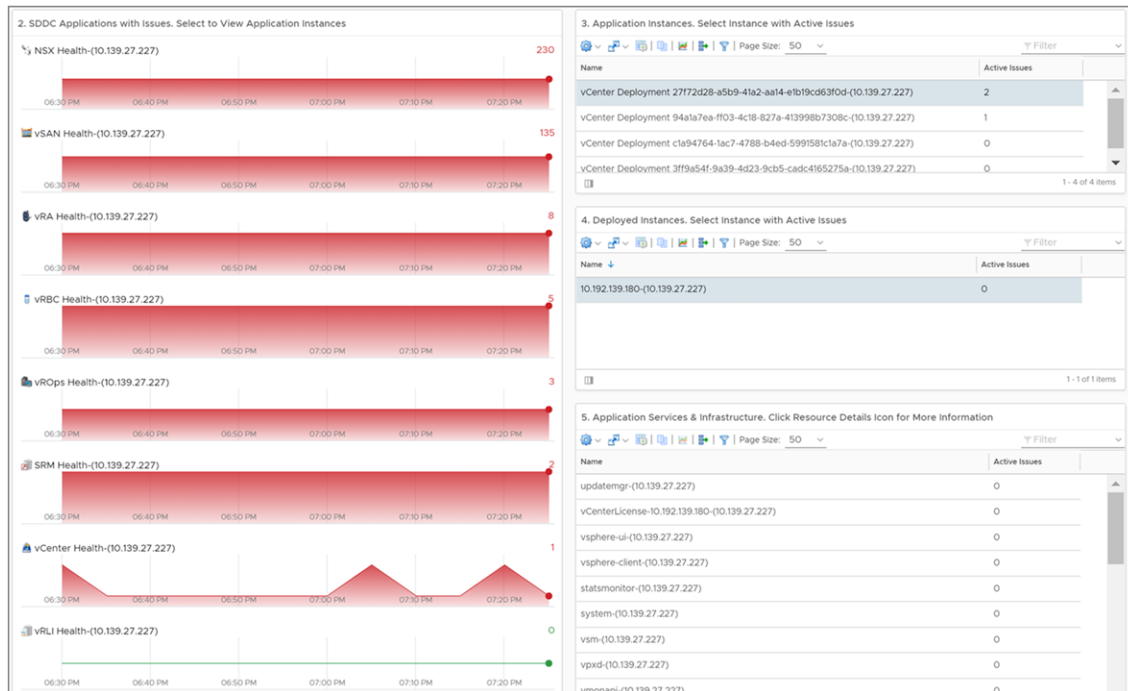 2. SDDC Applications with Issues. Select to View Application Instances
NSX Health-(10.139.27.227) 230
06:30 PM 06:40 PM 06:50 PM 07:00 PM 07:10 PM 07:20 PM
vSAN Health-(10.139.27.227) 135
06:30 PM 06:40 PM 06:50 PM 07:00 PM 07:10 PM 07:20 PM
vRA Health-(10.139.27.227) 8
06:30 PM 06:40 PM 06:50 PM 07:00 PM 07:10 PM 07:20 PM
vRBC Health-(10.139.27.227) 5
06:30 PM 06:40 PM 06:50 PM 07:00 PM 07:10 PM 07:20 PM
vROps Health-(10.139.27.227) 3
06:30 PM 06:40 PM 06:50 PM 07:00 PM 07:10 PM 07:20 PM
SRM Health-(10.139.27.227) 2
06:30 PM 06:40 PM 06:50 PM 07:00 PM 07:10 PM 07:20 PM
vCenter Health-(10.139.27.227) 1
06:30 PM 06:40 PM 06:50 PM 07:00 PM 07:10 PM 07:20 PM
vRLI Health-(10.139.27.227) 0
06:30 PM 06:40 PM 06:50 PM 07:00 PM 07:10 PM 07:20 PM
3. Application Instances. Select Instance with Active Issues
Page Size: 50 Filter
Name Active Issues
vCenter Deployment 27f72d28-a5b9-41a2-aa14-e1b19cd63f0d-(10.139.27.227) 2
vCenter Deployment 94a1a7ea-ff03-4c18-827a-413998b7308c-(10.139.27.227) 1
vCenter Deployment c1a94764-1ac7-4788-b4ed-5991581c1a7a-(10.139.27.227) 0
vCenter Deployment 3ff9a54f-9a39-4d23-9cb5-cadc4165275a-(10.139.27.227) 0
1 - 4 of 4 items
4. Deployed Instances. Select Instance with Active Issues
Page Size: 50 Filter
Name Active Issues
10.192.139.180-(10.139.27.227) 0
1 - 1 of 1 items
5. Application Services & Infrastructure. Click Resource Details Icon for More Information
Page Size: 50 Filter
Name Active Issues
updatemgr-(10.139.27.227) 0
vCenterLicense-10.192.139.180-(10.139.27.227) 0
vsphere-ui-(10.139.27.227) 0
vsphere-client-(10.139.27.227) 0
statsmonitor-(10.139.27.227) 0
system-(10.139.27.227) 0
vsm-(10.139.27.227) 0
vpxd-(10.139.27.227) 0
vmonapi-(10.139.27.227) 0